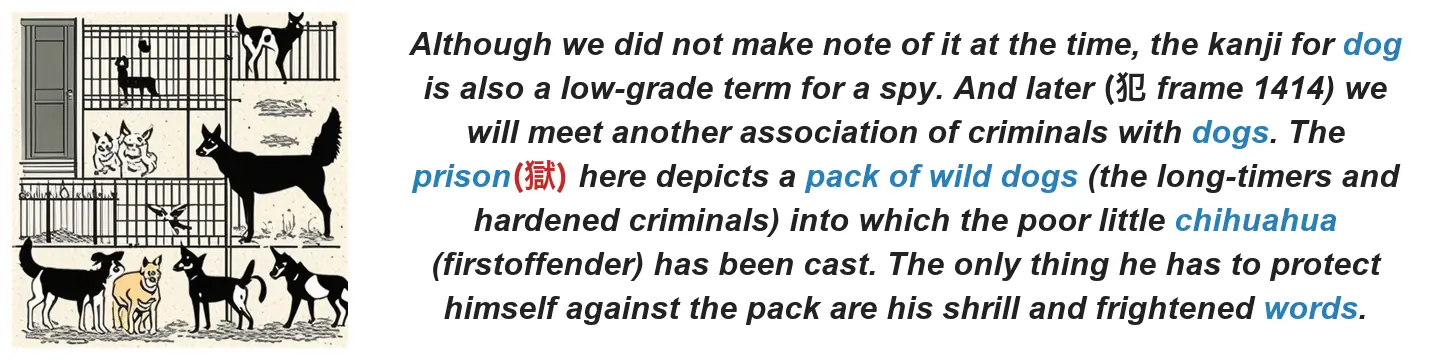 Although we did not make note of it at the time, the kanji for dog
is also a low-grade term for a spy. And later (犯 frame 1414) we
will meet another association of criminals with dogs. The
prison(獄) here depicts a pack of wild dogs (the long-timers and
hardened criminals) into which the poor little chihuahua
(firstoffender) has been cast. The only thing he has to protect
himself against the pack are his shrill and frightened words.